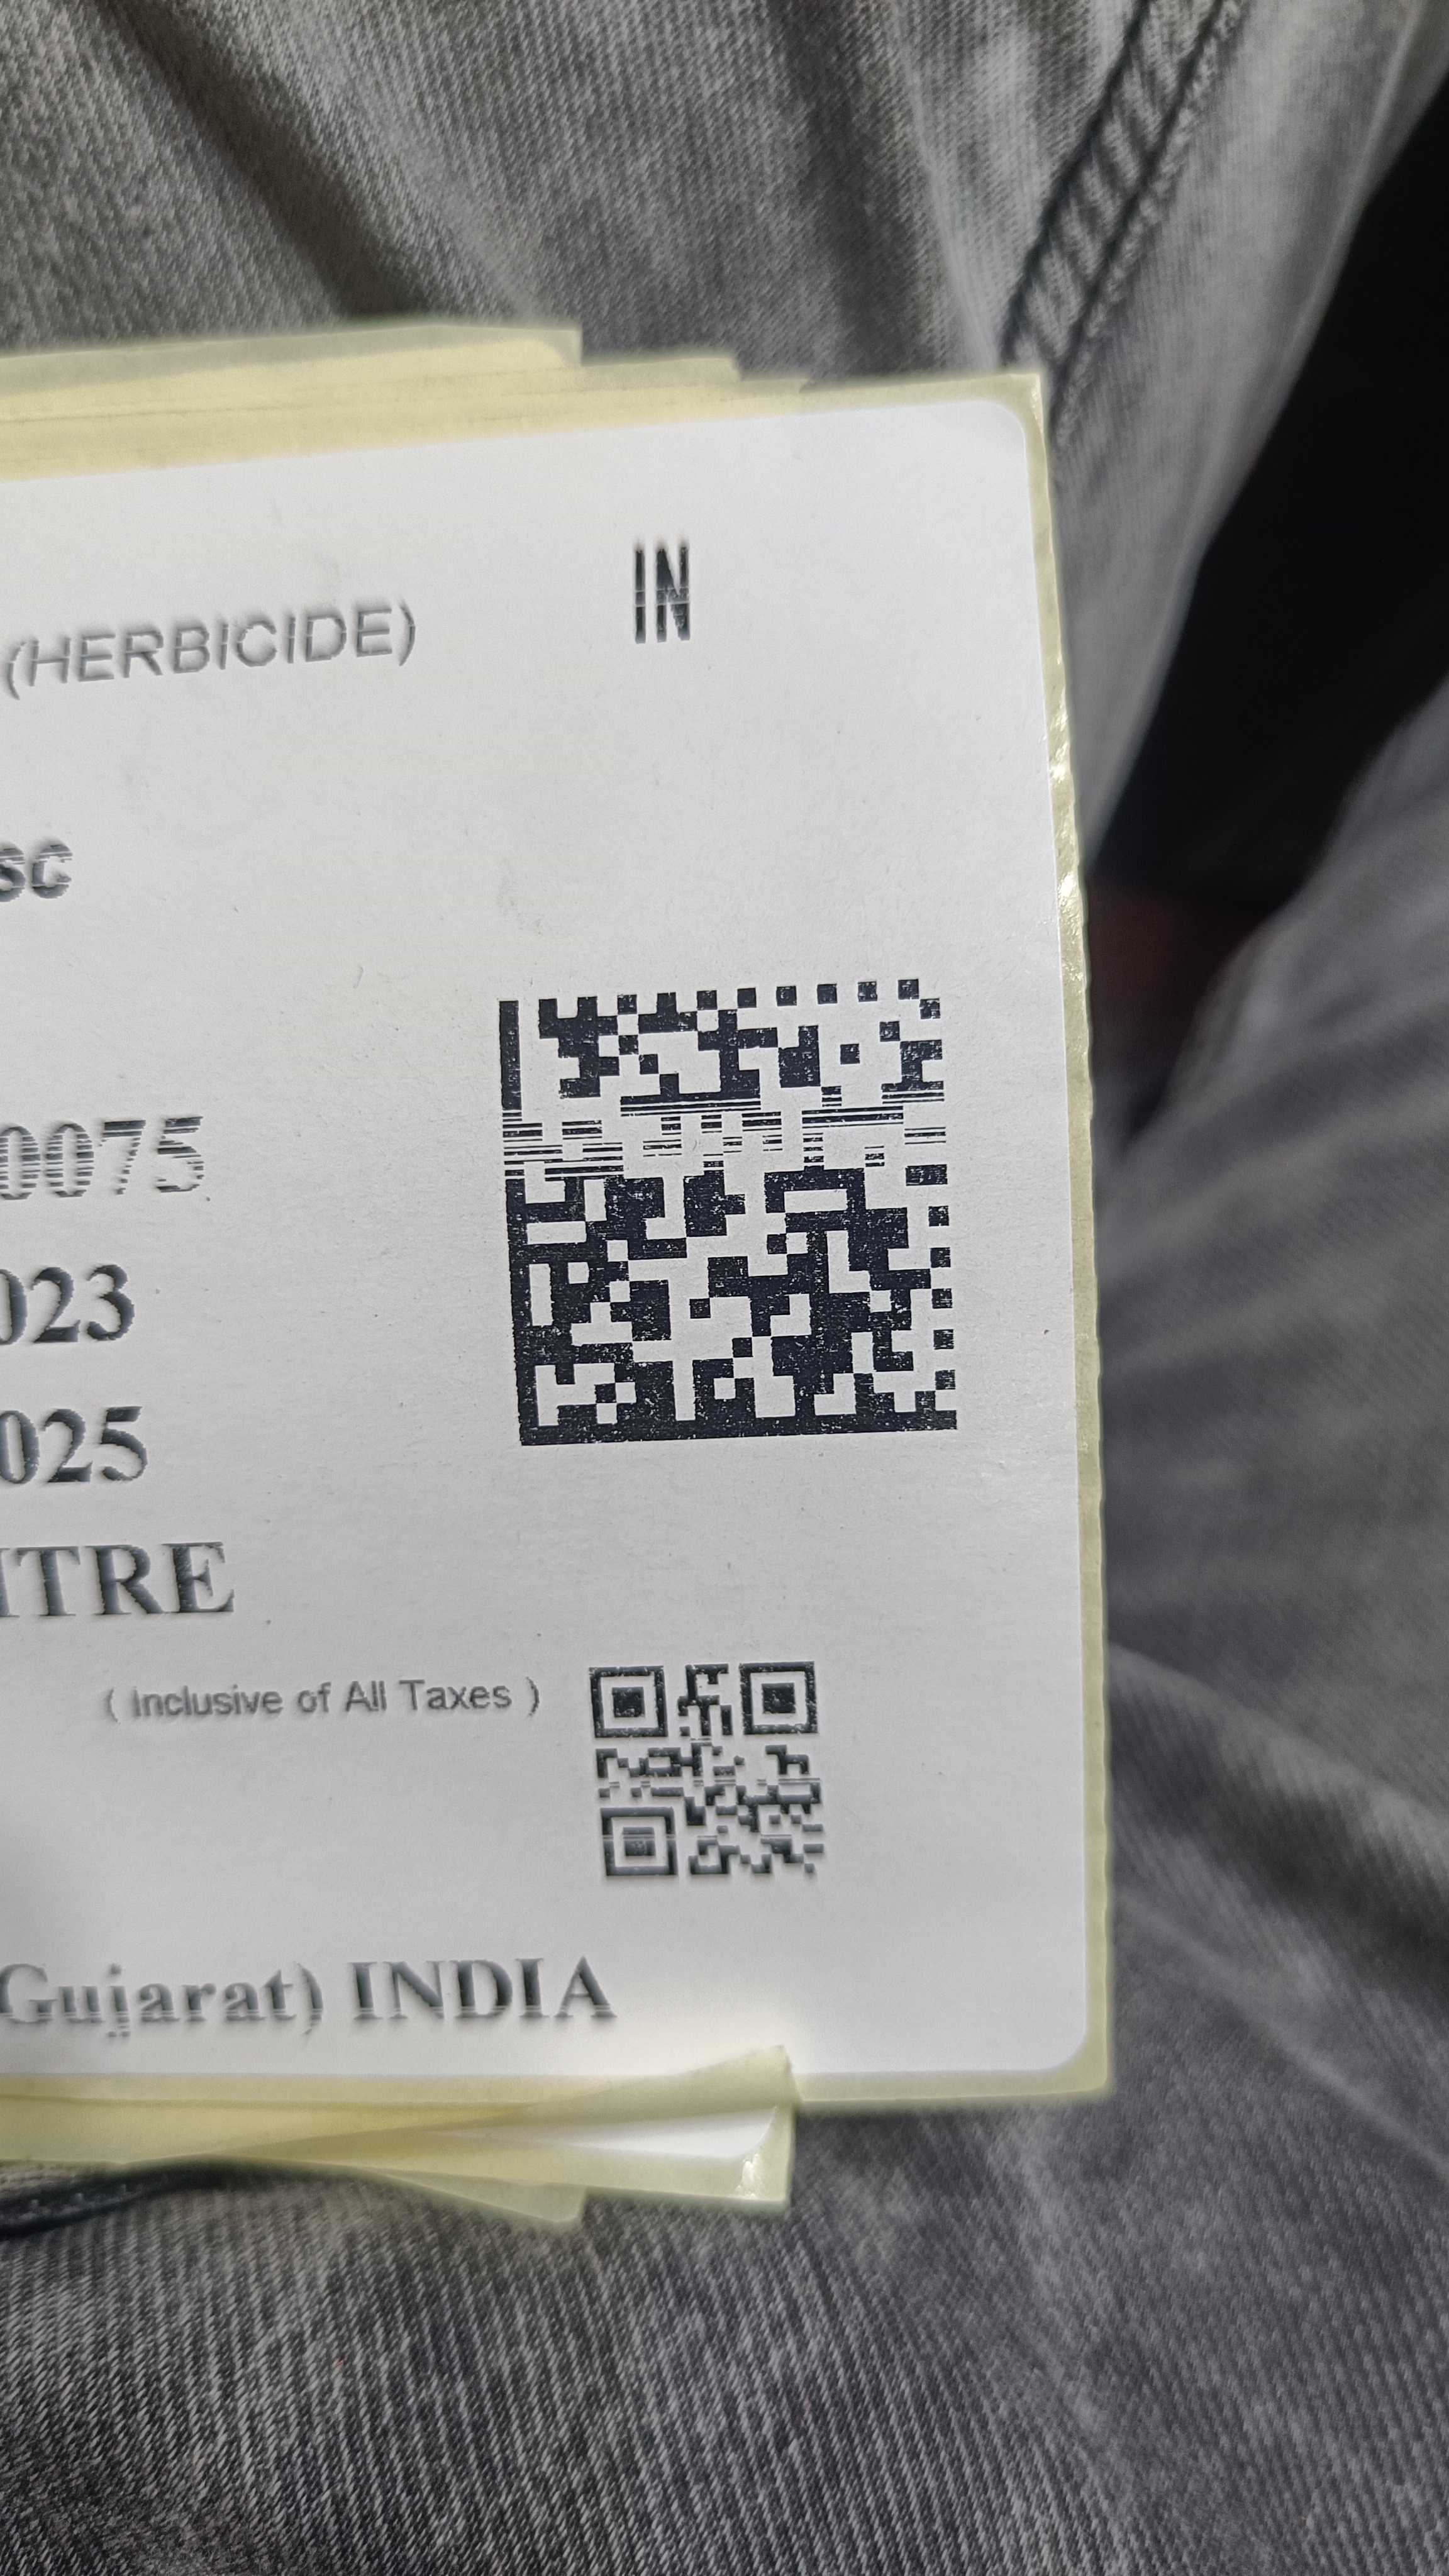 IN
(HERBICIDE)
SC
0075
023
025
ITRE
( Inclusive of All Taxes )
Gujarat) INDIA